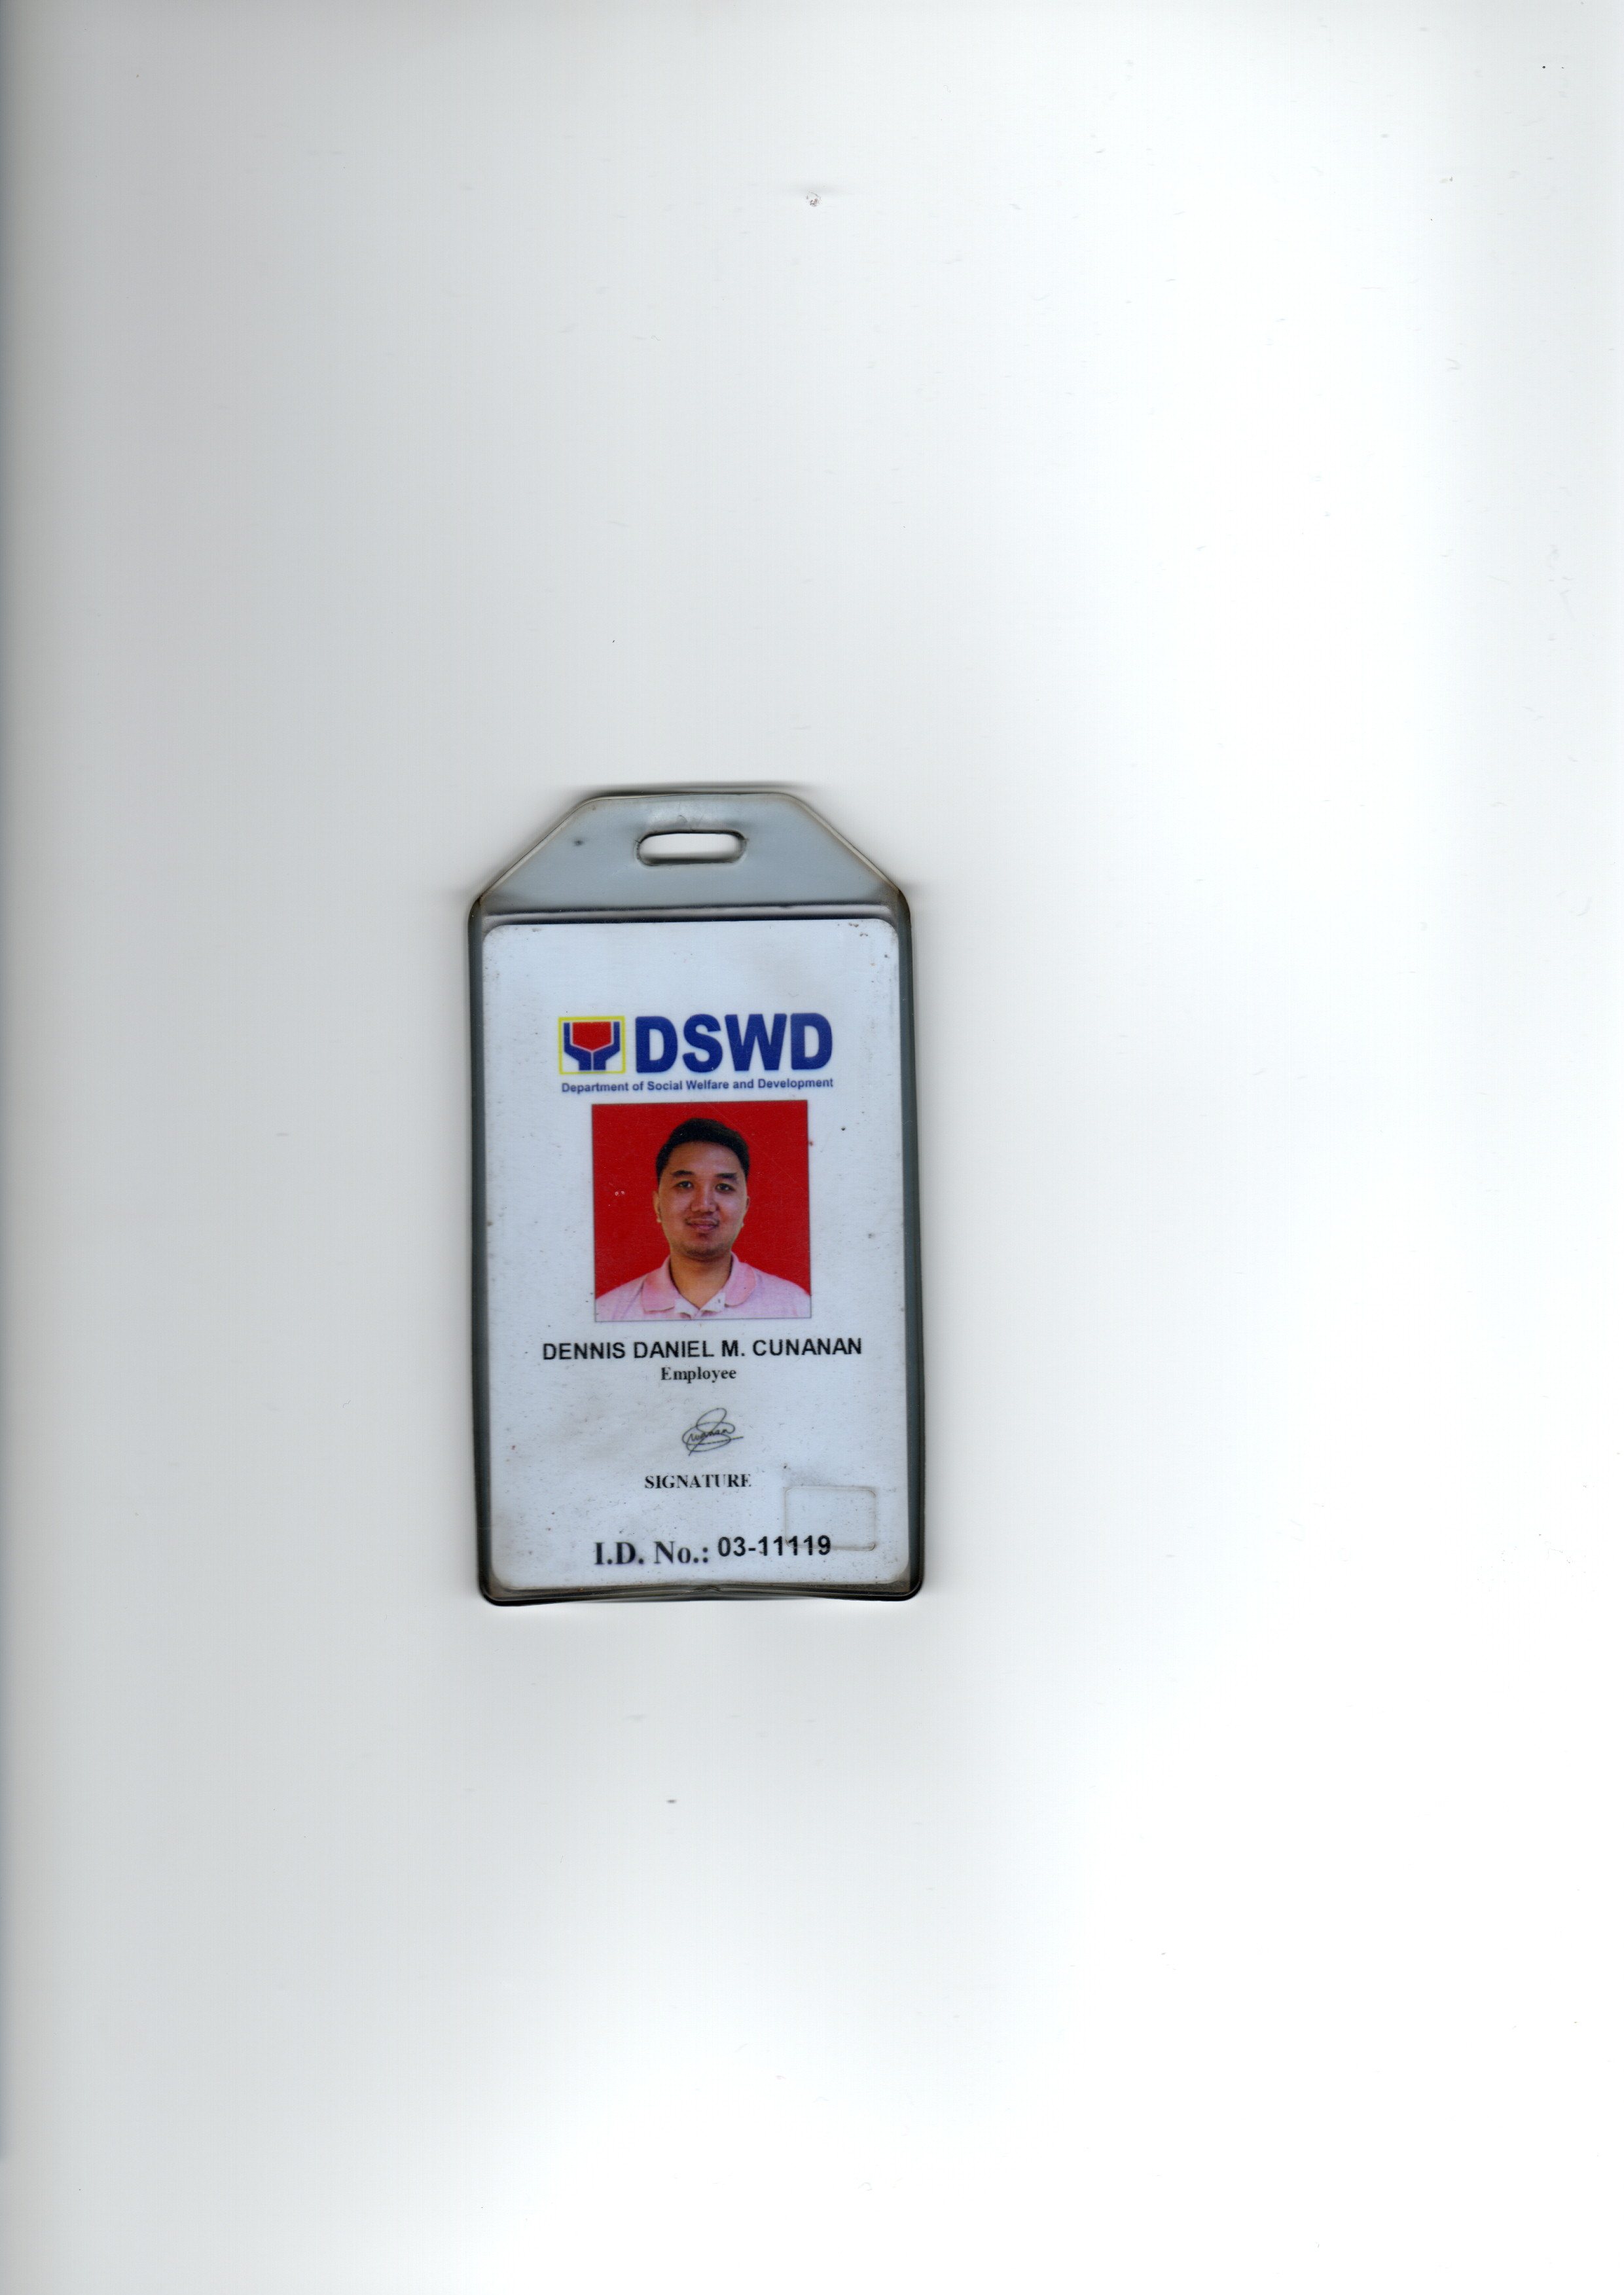 DSWD
Department of Social Welfare and Development
DENNIS DANIEL M. CUNANAN
Employee
SIGNATURE
I.D. No.: 03-11119